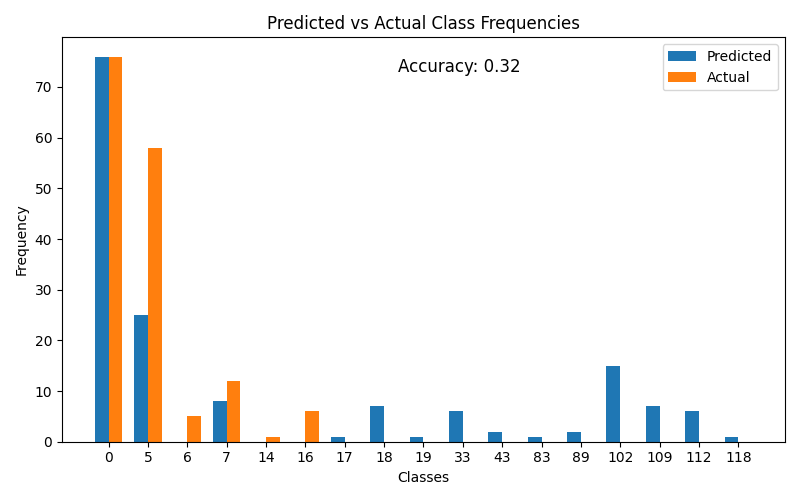 Predicted vs Actual Class Frequencies
Accuracy: 0.32
Predicted
Actual
70
60
50
40
30
20
10
0
Frequency
0 5 6 7 14 16 17 18 19 33 43 83 89 102 109 112 118
Classes